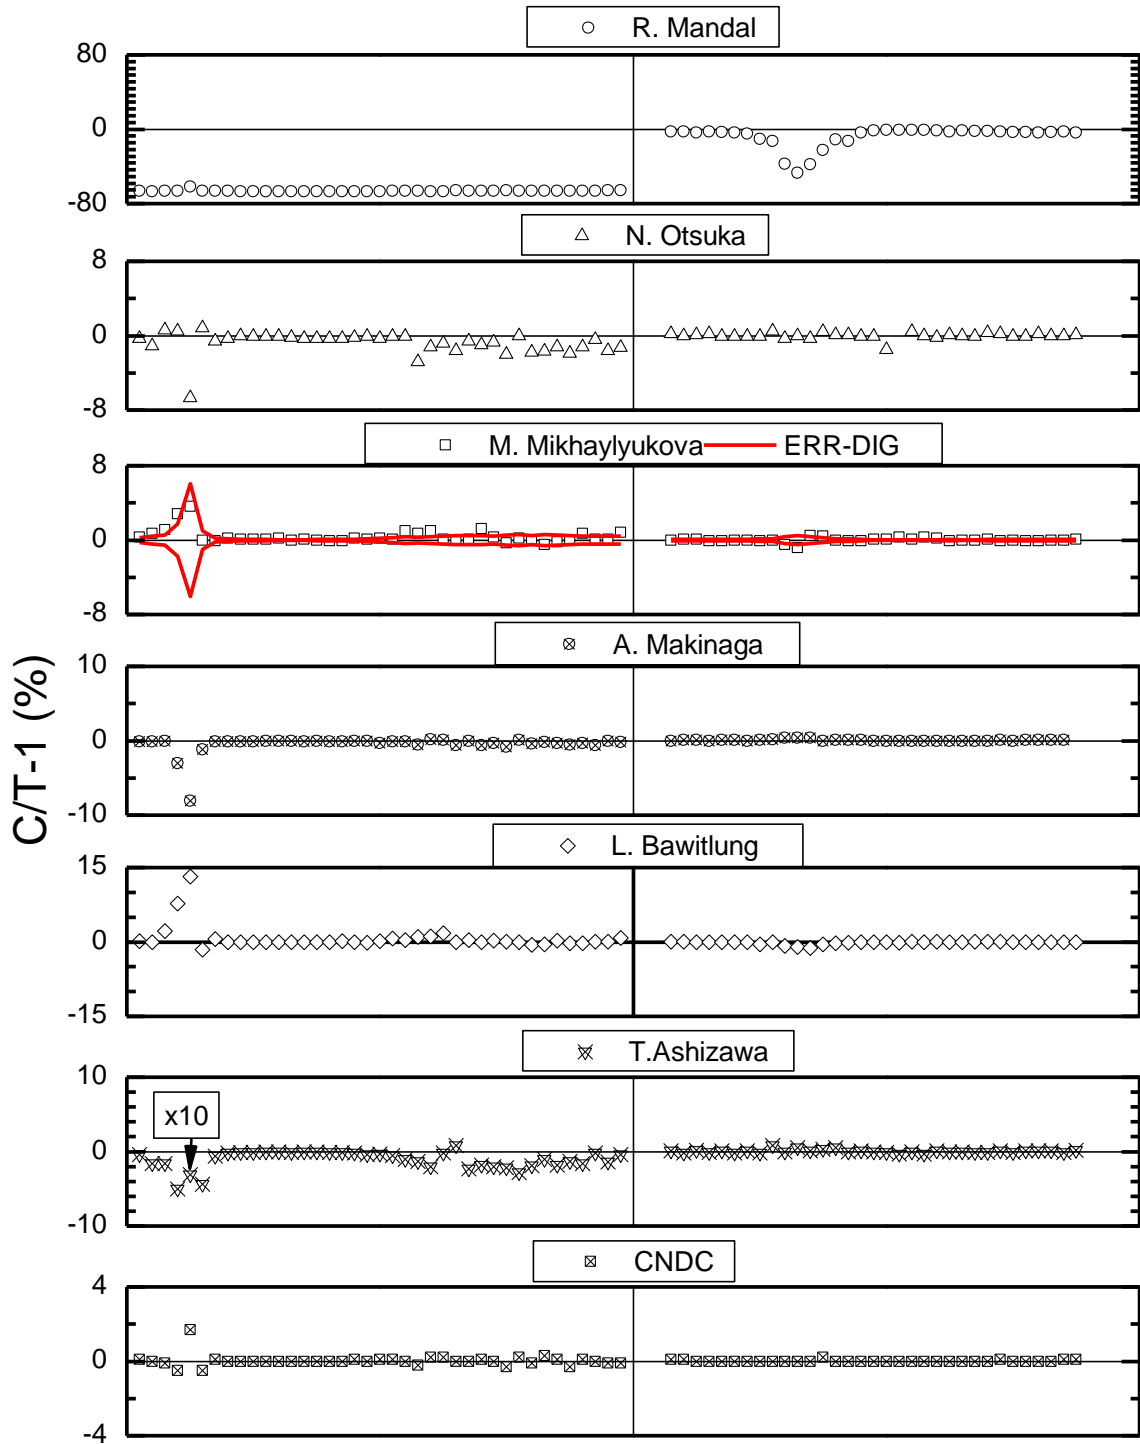 R. Mandal
80
0
-80
N. Otsuka
8
0
-8
M. Mikhaylyukova ERR-DIG
8
0
-8
C/T-1 (%)
A. Makinaga
10
0
-10
L. Bawitlung
15
0
-15
T.Ashizawa
10
x10
0
-10
CNDC
4
0
-4